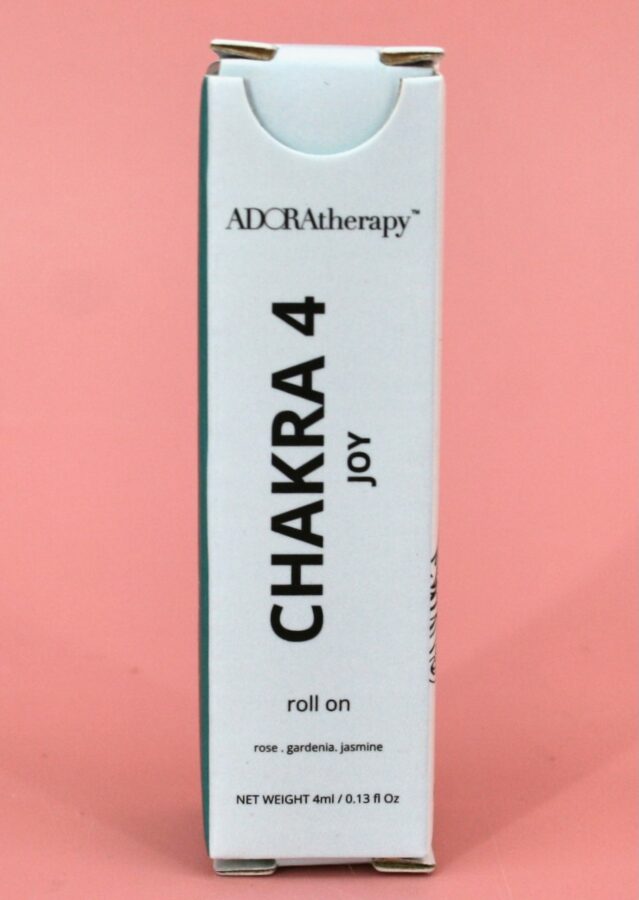 ADORAtherapy™
CHAKRA 4
JOY
roll on
rose . gardenia. jasmine
NET WEIGHT 4ml / 0.13 fl Oz